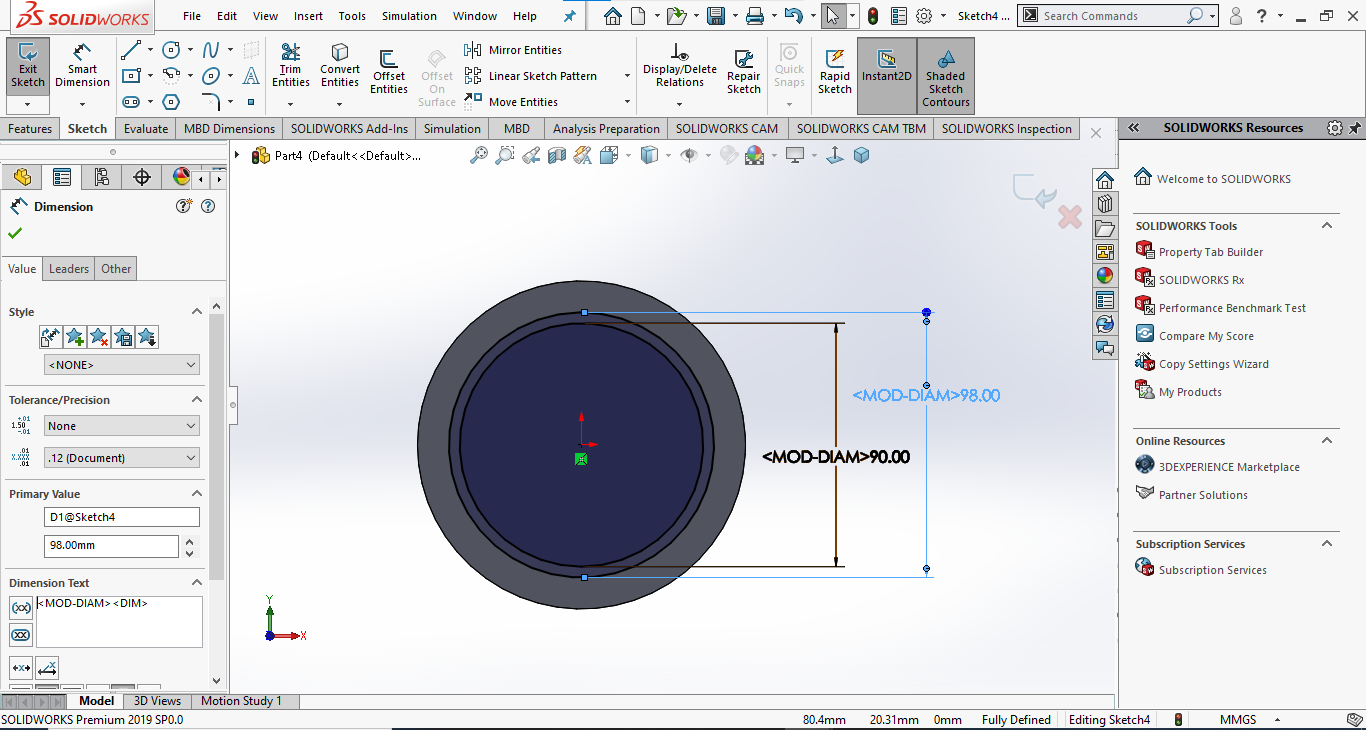 SOLIDWORKS File Edit View Insert Tools Simulation Window Help Sketch4 ... Search Commands
Exit Sketch
Smart Dimension
Trim Entities
Convert Entities
Offset Entities
Offset On Surface
Mirror Entities
Linear Sketch Pattern
Move Entities
Display/Delete Relations
Repair Sketch
Quick Snaps
Rapid Sketch
Instant2D
Shaded Sketch Contours
Features Sketch Evaluate MBD Dimensions SOLIDWORKS Add-Ins Simulation MBD Analysis Preparation SOLIDWORKS CAM SOLIDWORKS CAM TBM SOLIDWORKS Inspection
Part4 (Default<<Default>...
Dimension
Value Leaders Other
Style
<NONE>
Tolerance/Precision
None
.12 (Document)
Primary Value
D1@Sketch4
98.00mm
Dimension Text
<MOD-DIAM><DIM>
<MOD-DIAM>98.00
<MOD-DIAM>90.00
Y
X
SOLIDWORKS Resources
Welcome to SOLIDWORKS
SOLIDWORKS Tools
Property Tab Builder
SOLIDWORKS Rx
Performance Benchmark Test
Compare My Score
Copy Settings Wizard
My Products
Online Resources
3DEXPERIENCE Marketplace
Partner Solutions
Subscription Services
Subscription Services
Model 3D Views Motion Study 1
SOLIDWORKS Premium 2019 SP0.0 80.4mm 20.31mm 0mm Fully Defined Editing Sketch4 MMGS